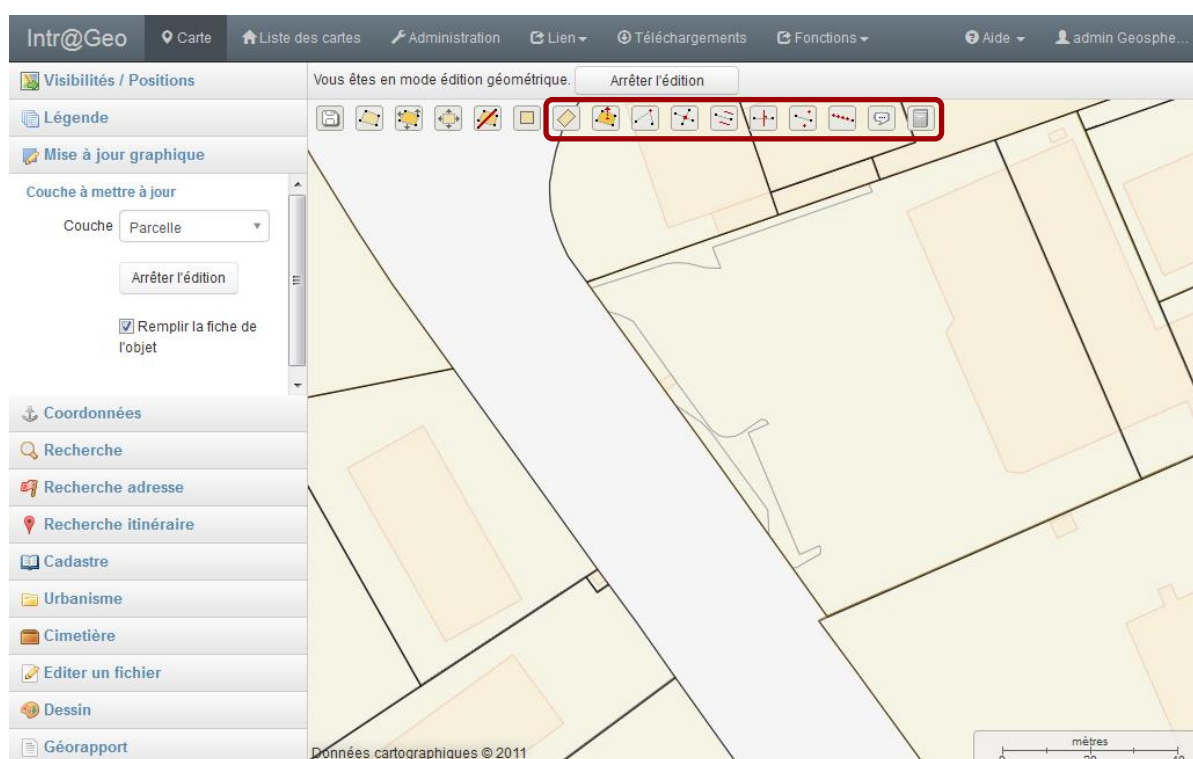 Intr@Geo Carte Liste des cartes Administration Lien Téléchargements Fonctions Aide admin Geosphe...
Visibilités / Positions
Vous êtes en mode édition géométrique. Arrêter l'édition
Légende
Mise à jour graphique
Couche à mettre à jour
Couche Parcelle
Arrêter l'édition
Remplir la fiche de
l'objet
Coordonnées
Recherche
Recherche adresse
Recherche itinéraire
Cadastre
Urbanisme
Cimetière
Editer un fichier
Dessin
Géorapport
Données cartographiques © 2011
mètres
0 20 40